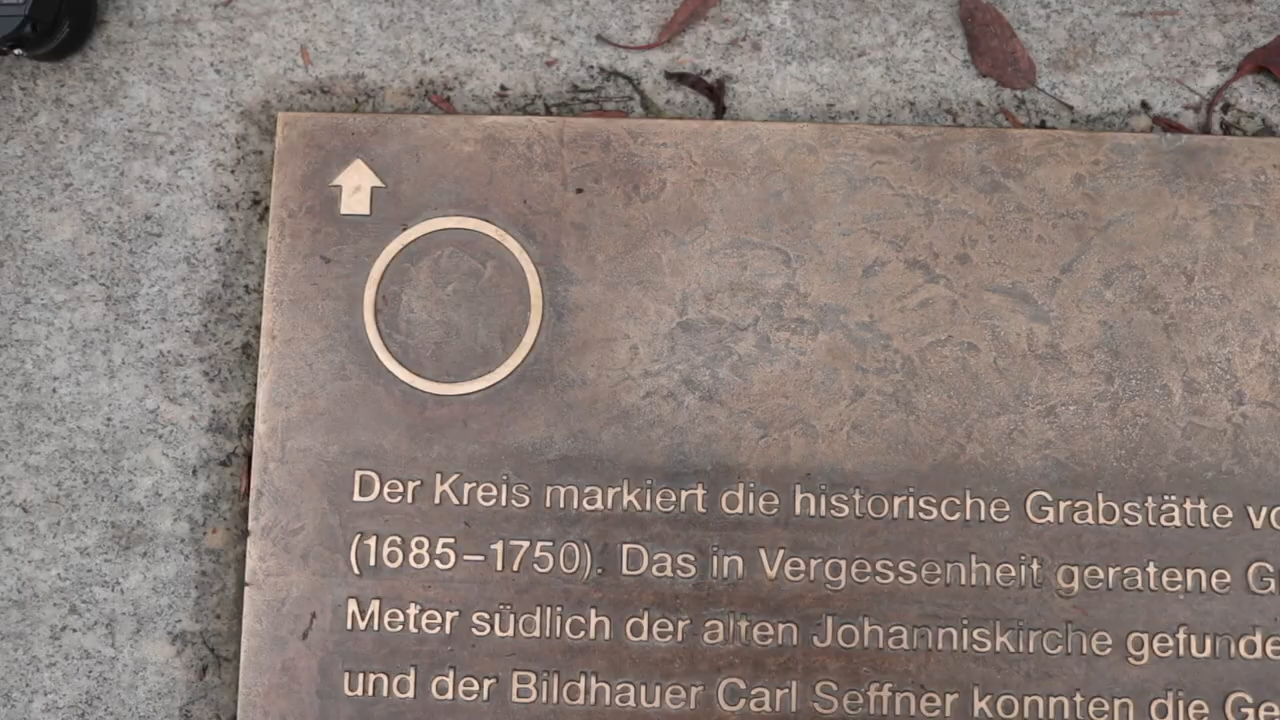 Der Kreis markiert die historische Grabstätte
(1685–1750). Das in Vergessenheit geratene
Meter südlich der alten Johanniskirche
und der Bildhauer Carl Seffner konnten die